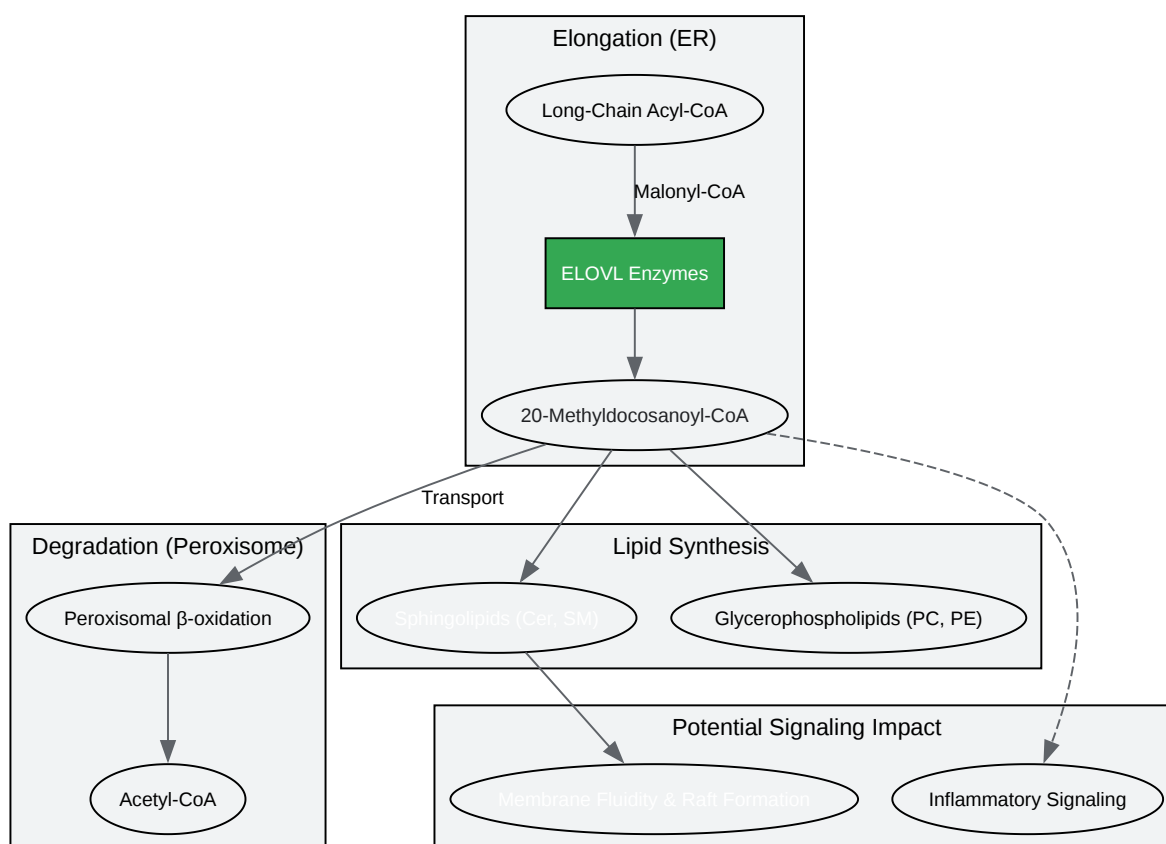 Elongation (ER)
Long-Chain Acyl-CoA
Malonyl-CoA
ELOVL Enzymes
20-Methyldocosanoyl-CoA
Transport
Degradation (Peroxisome)
Lipid Synthesis
Peroxisomal β-oxidation
Sphingolipids (Cer, SM)
Glycerophospholipids (PC, PE)
Potential Signaling Impact
Acetyl-CoA
Membrane Fluidity & Raft Formation
Inflammatory Signaling